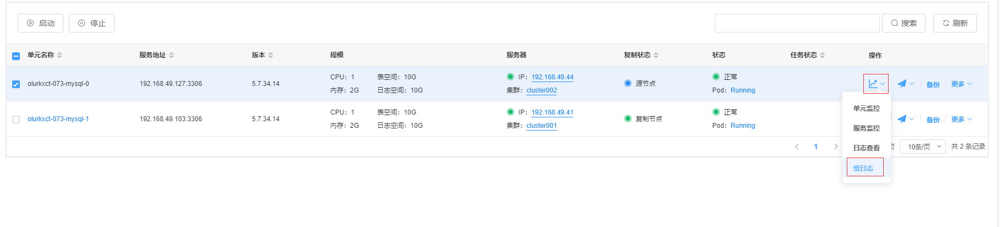 启动 停止 搜索 刷新
单元名称 服务地址 版本 规模 服务器 复制状态 状态 任务状态 操作
CPU：1 表空间：10G IP：192.168.49.44 正常
olurkxct-073-mysql-0 192.168.49.127:3306 5.7.34.14 源节点 备份 更多
内存：2G 日志空间：10G 集群：cluster002 Pod：Running
单元监控
CPU：1 表空间：10G IP：192.168.49.41 正常
olurkxct-073-mysql-1 192.168.49.103:3306 5.7.34.14 复制节点 备份 更多
内存：2G 日志空间：10G 集群：cluster001 Pod：Running
服务监控
1 页 10条/页 共 2 条记录
日志查看
慢日志